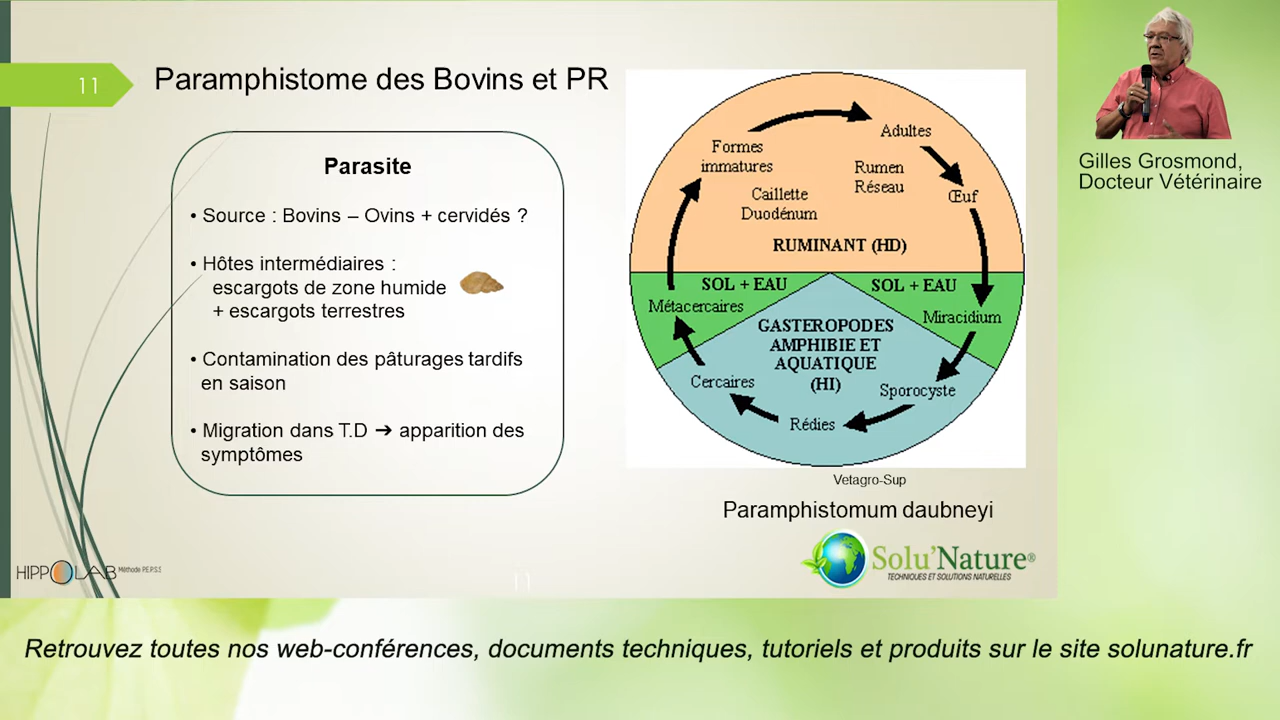 11
Paramphistome des Bovins et PR
Parasite
• Source : Bovins – Ovins + cervidés ?
• Hôtes intermédiaires :
escargots de zone humide
+ escargots terrestres
• Contamination des pâturages tardifs
en saison
• Migration dans T.D ➔ apparition des
symptômes
Formes
immatures
Adultes
Rumen
Réseau
Caillette
Duodénum
Œuf
RUMINANT (HD)
SOL + EAU
SOL + EAU
Métacercaires
Miracidium
GASTEROPODES
AMPHIBIE ET
AQUATIQUE
(HI)
Cercaires
Sporocyste
Rédies
Vetagro-Sup
Paramphistomum daubneyi
HIPPOLAB Méthode P.E.P.S.S
11
Solu'Nature®
TECHNIQUES ET SOLUTIONS NATURELLES
Gilles Grosmond,
Docteur Vétérinaire
Retrouvez toutes nos web-conférences, documents techniques, tutoriels et produits sur le site solunature.fr